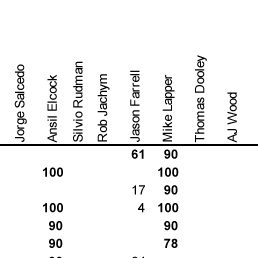 Jorge Salcedo
Ansil Elcock
Silvio Rudman
Rob Jachym
Jason Farrell
Mike Lapper
Thomas Dooley
AJ Wood
61 90
100 100
17 90
100 4 100
90 90
90 78